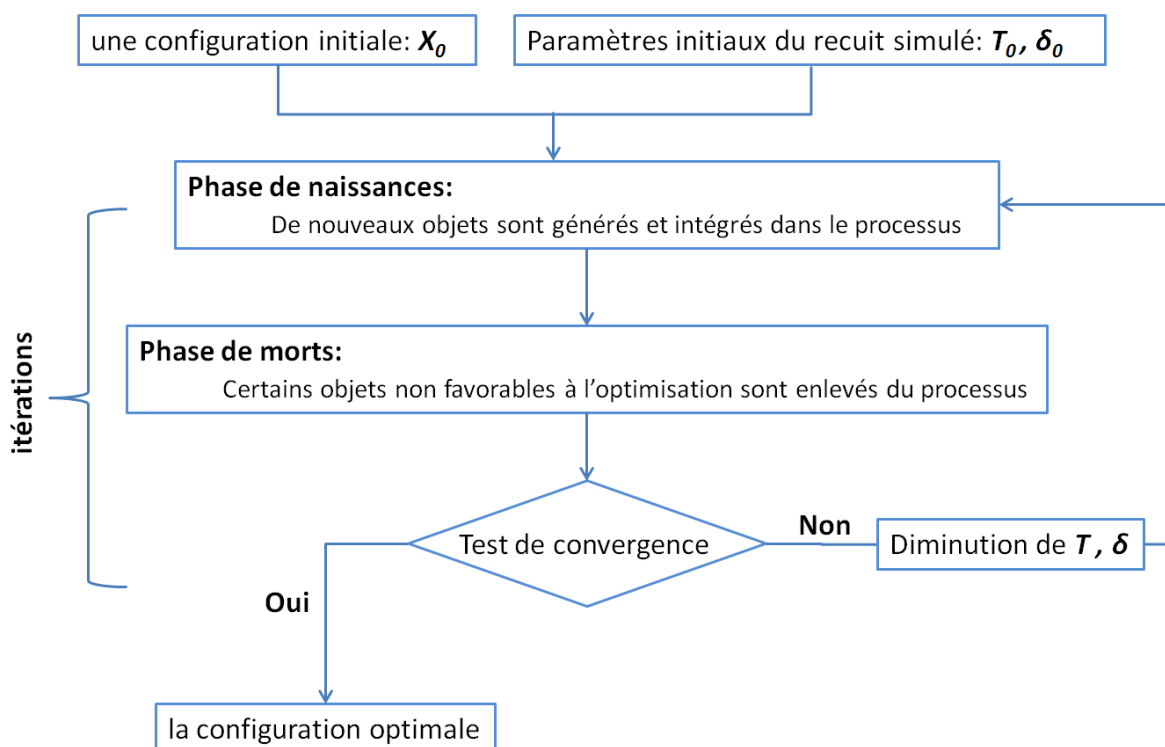 une configuration initiale: X0
Paramètres initiaux du recuit simulé: T0, δ0
Phase de naissances:
De nouveaux objets sont générés et intégrés dans le processus
Phase de morts:
Certains objets non favorables à l'optimisation sont enlevés du processus
itérations
Test de convergence
Non
Diminution de T, δ
Oui
la configuration optimale